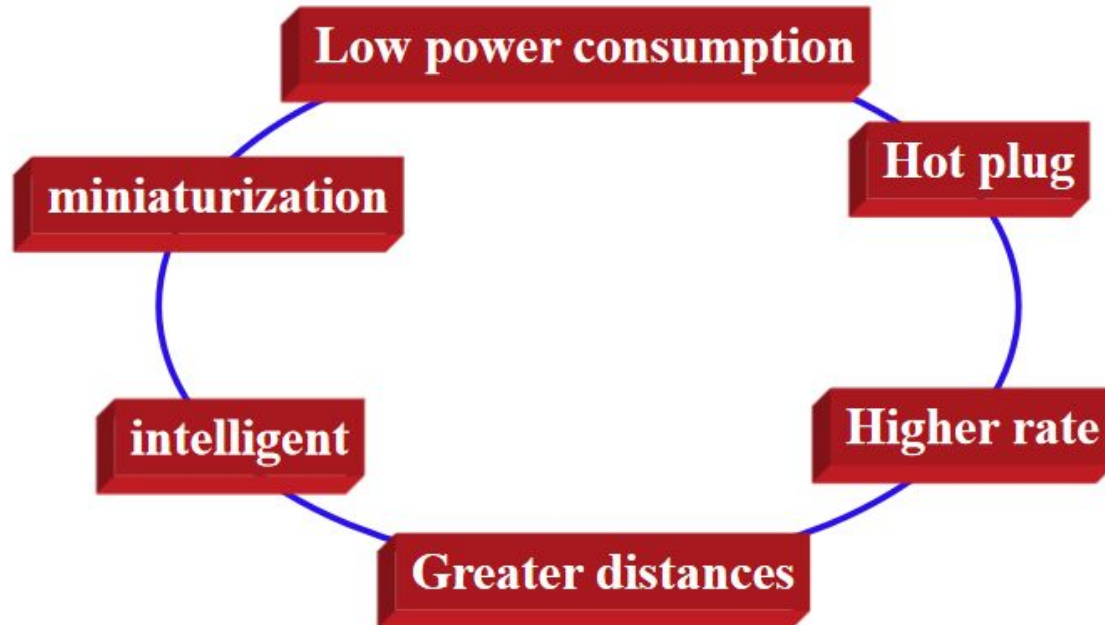 Low power consumption
Hot plug
miniaturization
Higher rate
intelligent
Greater distances